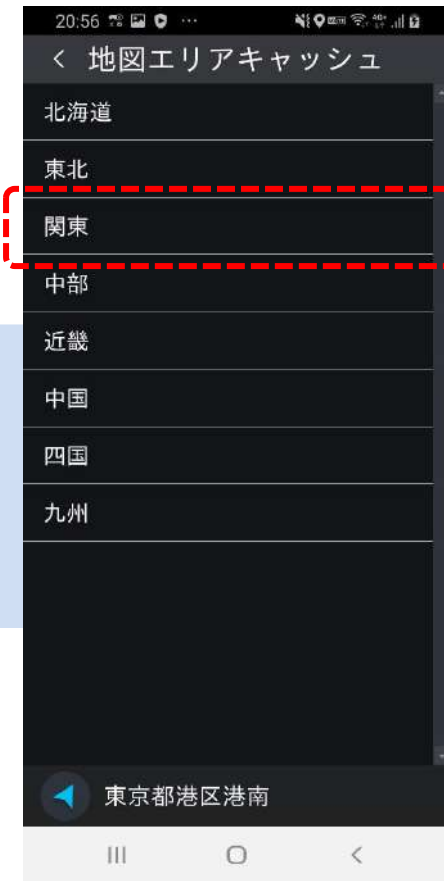 20:56
< 地図エリアキャッシュ
北海道
東北
関東
中部
近畿
中国
四国
九州
東京都港区港南